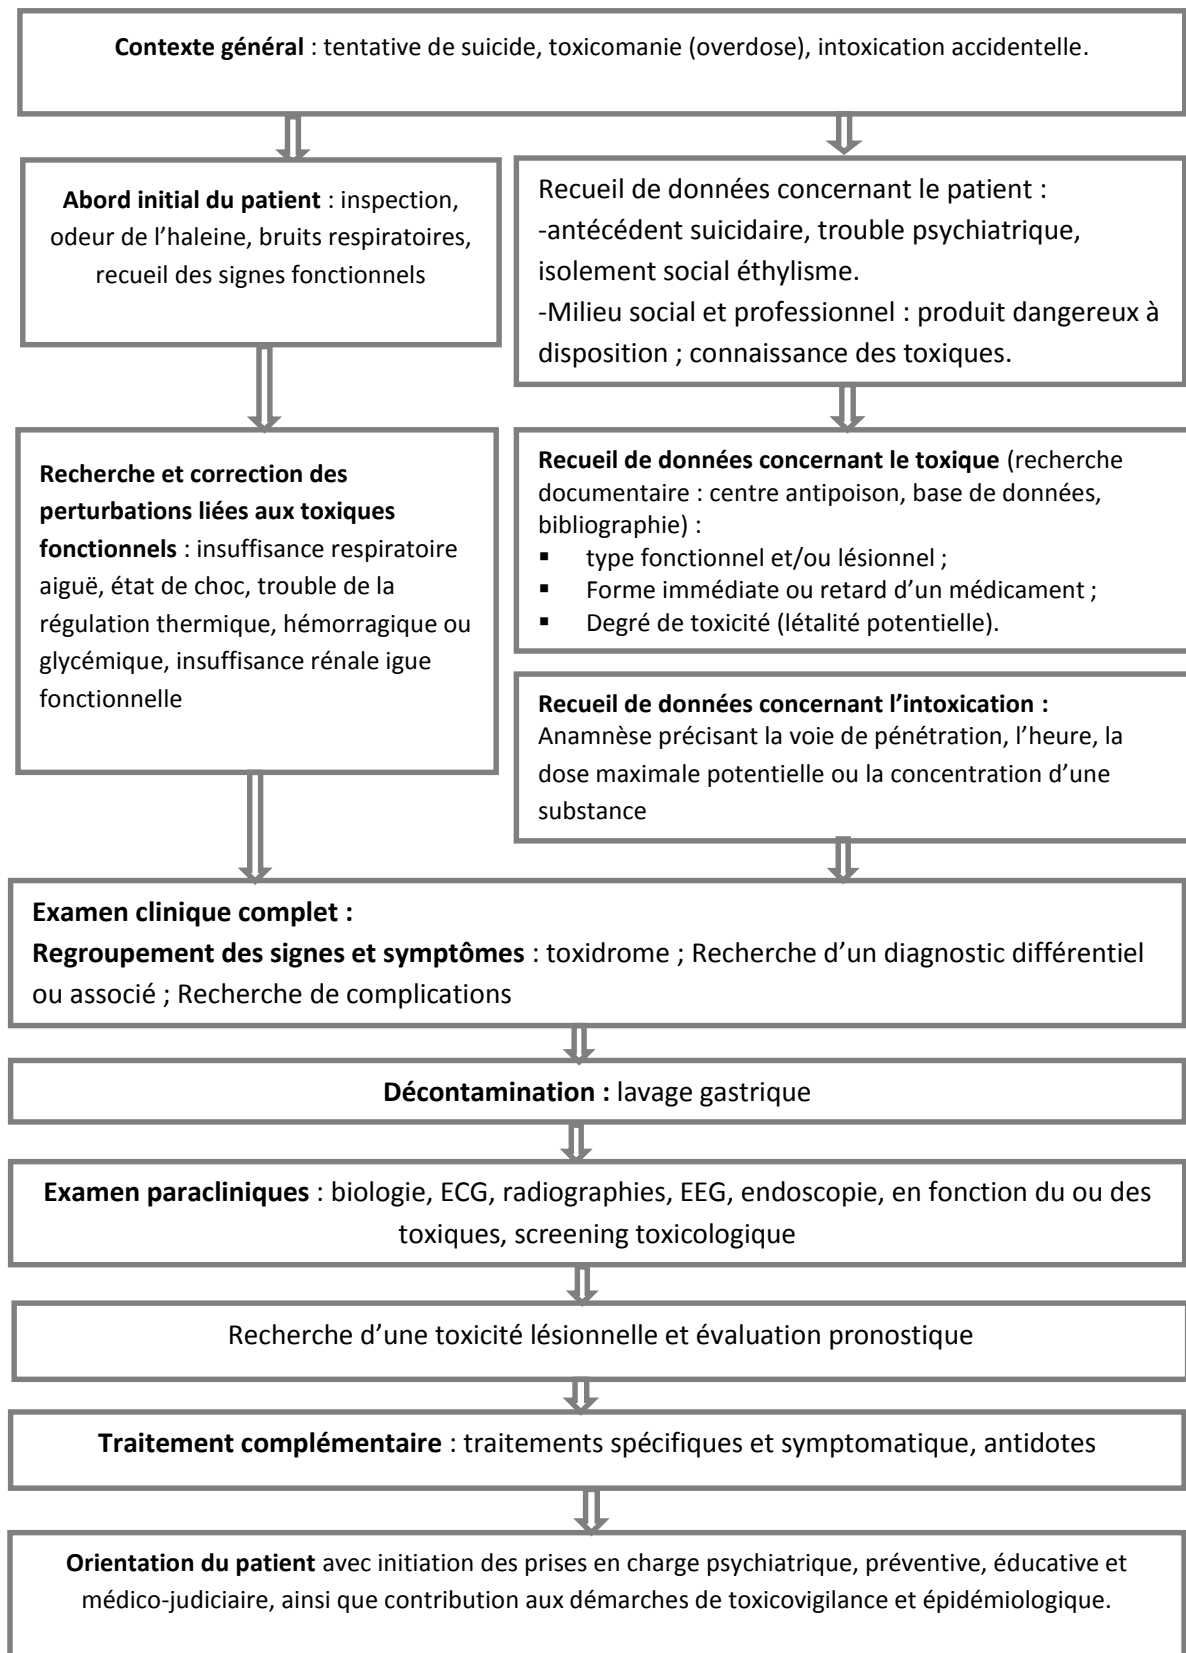 Contexte général : tentative de suicide, toxicomanie (overdose), intoxication accidentelle.
Abord initial du patient : inspection,
odeur de l'haleine, bruits respiratoires,
recueil des signes fonctionnels
Recueil de données concernant le patient :
-antécédent suicidaire, trouble psychiatrique,
isolement social éthylisme.
-Milieu social et professionnel : produit dangereux à
disposition ; connaissance des toxiques.
Recherche et correction des
perturbations liées aux toxiques
fonctionnels : insuffisance respiratoire
aiguë, état de choc, trouble de la
régulation thermique, hémorragique ou
glycémique, insuffisance rénale igue
fonctionnelle
Recueil de données concernant le toxique (recherche
documentaire : centre antipoison, base de données,
bibliographie) :
▪ type fonctionnel et/ou lésionnel ;
▪ Forme immédiate ou retard d'un médicament ;
▪ Degré de toxicité (létalité potentielle).
Recueil de données concernant l'intoxication :
Anamnèse précisant la voie de pénétration, l'heure, la
dose maximale potentielle ou la concentration d'une
substance
Examen clinique complet :
Regroupement des signes et symptômes : toxidrome ; Recherche d'un diagnostic différentiel
ou associé ; Recherche de complications
Décontamination : lavage gastrique
Examen paracliniques : biologie, ECG, radiographies, EEG, endoscopie, en fonction du ou des
toxiques, screening toxicologique
Recherche d'une toxicité lésionnelle et évaluation pronostique
Traitement complémentaire : traitements spécifiques et symptomatique, antidotes
Orientation du patient avec initiation des prises en charge psychiatrique, préventive, éducative et
médico-judiciaire, ainsi que contribution aux démarches de toxicovigilance et épidémiologique.